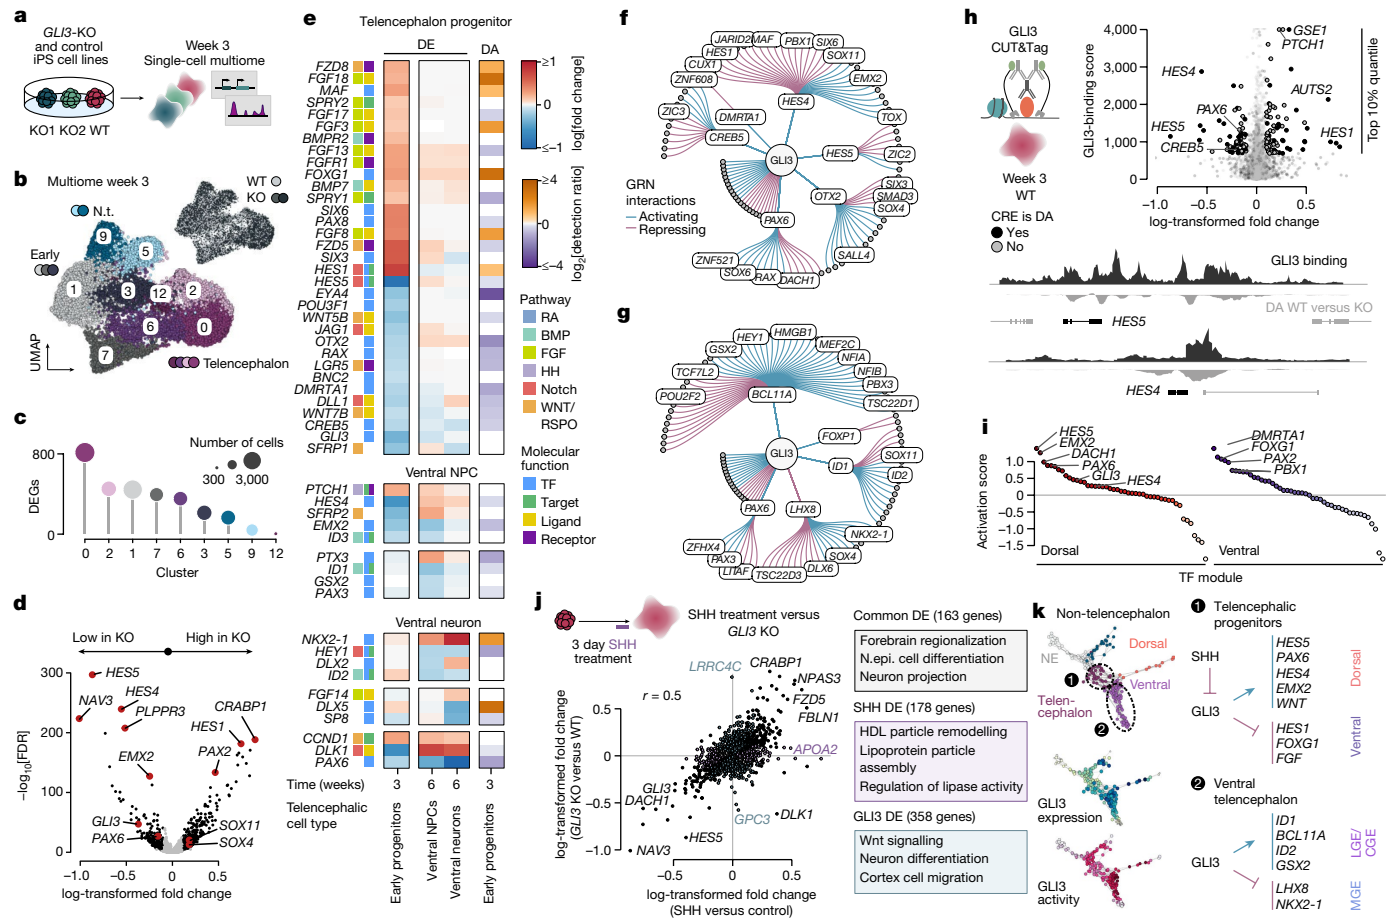 a
GLI3-KO
and control
iPS cell lines
KO1 KO2 WT
Week 3
Single-cell multiome
b
Multiome week 3
WT
KO
N.t.
Early
9
5
1
3
12
2
6
0
7
UMAP
Telencephalon
c
Number of cells
300
3,000
DEGs
800
0
0 2 1 7 6 3 5 9 12
Cluster
d
Low in KO
High in KO
300
200
100
0
–log10[FDR]
HES5
NAV3
HES4
PLPPR3
CRABP1
HES1
EMX2
PAX2
GLI3
PAX6
SOX11
SOX4
–1.0 –0.5 0 0.5 1.0
log-transformed fold change
e
Telencephalon progenitor
DE
DA
FZD8
FGF18
MAF
SPRY2
FGF17
FGF3
BMPR2
FGF13
FGFR1
FOXG1
BMP7
SPRY1
SIX6
PAX8
FGF8
FZD5
SIX3
HES1
HES5
EYA4
POU3F1
WNT5B
JAG1
OTX2
RAX
LGR5
BNC2
DMRTA1
DLL1
WNT7B
CREB5
GLI3
SFRP1
Ventral NPC
PTCH1
HES4
SFRP2
EMX2
ID3
PTX3
ID1
GSX2
PAX3
Ventral neuron
NKX2-1
HEY1
DLX2
ID2
FGF14
DLX5
SP8
CCND1
DLK1
PAX6
Time (weeks) 3 6 6 3
Telencephalic
cell type
Early progenitors
Ventral NPCs
Ventral neurons
Early progenitors
≥1
0
≤–1
log[fold change]
≥4
0
≤–4
log2[detection ratio]
Pathway
RA
BMP
FGF
HH
Notch
WNT/
RSPO
Molecular
function
TF
Target
Ligand
Receptor
f
JARID2
MAF
PBX1
SIX6
HES1
SOX11
CUX1
EMX2
ZNF608
HES4
ZIC3
DMRTA1
TOX
CREB5
GLI3
HES5
ZIC2
GRN
interactions
Activating
Repressing
OTX2
SIX3
SMAD3
SOX4
PAX6
SALL4
ZNF521
SOX6
RAX
DACH1
g
HMGB1
HEY1
MEF2C
GSX2
NFIA
TCF7L2
NFIB
PBX3
POU2F2
BCL11A
TSC22D1
FOXP1
GLI3
SOX11
ID1
ID2
PAX6
LHX8
NKX2-1
ZFHX4
SOX4
PAX3
DLX6
LITAF
TSC22D3
h
GLI3
CUT&Tag
Week 3
WT
CRE is DA
Yes
No
GLI3-binding score
4,000
3,000
2,000
1,000
0
GSE1
PTCH1
HES4
AUTS2
PAX6
HES5
HES1
CREB5
Top 10% quantile
–1.0 –0.5 0 0.5
log-transformed fold change
GLI3 binding
DA WT versus KO
HES5
HES4
i
Activation score
1.0
0.5
0
–0.5
–1.0
–1.5
HES5
EMX2
DACH1
PAX6
GLI3
HES4
DMRTA1
FOXG1
PAX2
PBX1
Dorsal
Ventral
TF module
j
3 day SHH
treatment
SHH treatment versus
GLI3 KO
r = 0.5
LRRC4C
CRABP1
NPAS3
FZD5
FBLN1
APOA2
GLI3
DACH1
HES5
NAV3
GPC3
DLK1
0.5
0
–0.5
–1.0
log-transformed fold change
(GLI3 KO versus WT)
–0.5 0 0.5
log-transformed fold change
(SHH versus control)
Common DE (163 genes)
Forebrain regionalization
N.epi. cell differentiation
Neuron projection
SHH DE (178 genes)
HDL particle remodelling
Lipoprotein particle
assembly
Regulation of lipase activity
GLI3 DE (358 genes)
Wnt signalling
Neuron differentiation
Cortex cell migration
k
Non-telencephalon
NE
Dorsal
Ventral
1
Telen-
cephalon
2
GLI3
expression
GLI3
activity
1 Telencephalic
progenitors
SHH
GLI3
HES5
PAX6
HES4
EMX2
WNT
Dorsal
HES1
FOXG1
FGF
Ventral
2 Ventral
telencephalon
GLI3
ID1
BCL11A
ID2
GSX2
LGE/
CGE
LHX8
NKX2-1
MGE